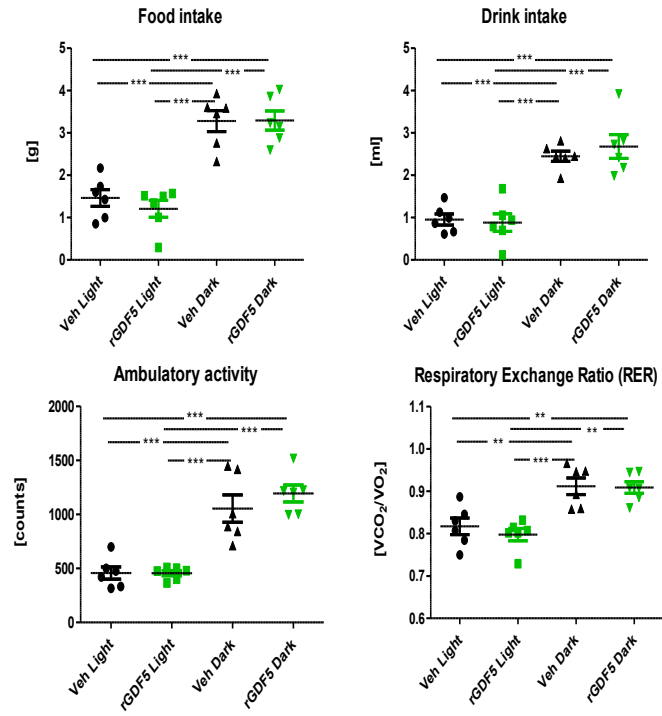 Food intake
Drink intake
5
4
3
2
1
0
[g]
***
***
***
***
Veh Light
rGDF5 Light
Veh Dark
rGDF5 Dark
5
4
3
2
1
0
[ml]
***
***
***
***
Veh Light
rGDF5 Light
Veh Dark
rGDF5 Dark
Ambulatory activity
Respiratory Exchange Ratio (RER)
2000
1500
1000
500
0
[counts]
***
***
***
***
Veh Light
rGDF5 Light
Veh Dark
rGDF5 Dark
1.1
1.0
0.9
0.8
0.7
0.6
[VCO₂/VO₂]
**
**
**
***
Veh Light
rGDF5 Light
Veh Dark
rGDF5 Dark